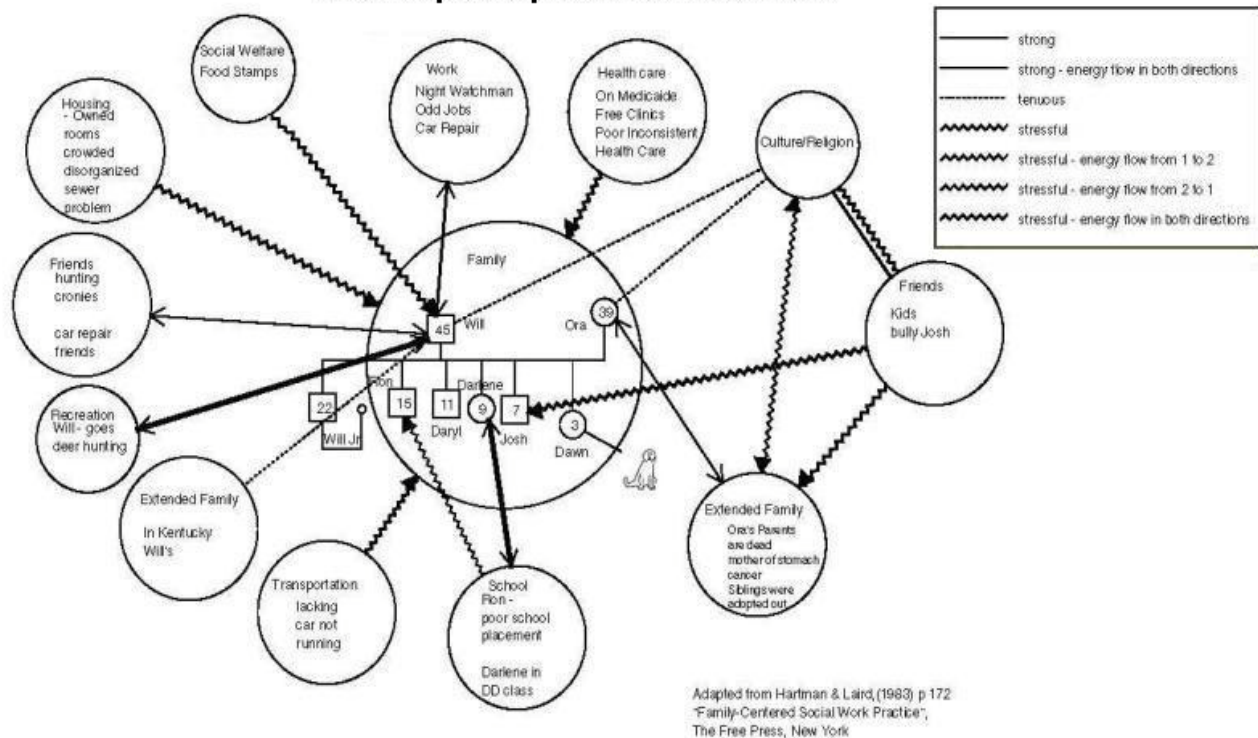 Social Welfare
Food Stamps
Work
Night Watchman
Odd Jobs
Car Repair
Health care
On Medicaide
Free Clinics
Poor Inconsistent
Health Care
Culture/Religion
strong
strong - energy flow in both directions
tenuous
stressful
stressful - energy flow from 1 to 2
stressful - energy flow from 2 to 1
stressful - energy flow in both directions
Housing
- Owned
rooms
crowded
disorganized
sewer
problem
Friends
hunting
cronies
car repair
friends
Family
45
Will
Ora
39
Friends
Kids
bully Josh
Recreation
Will - goes
deer hunting
22
Will Jr
Ron
15
11
Daryl
Darlene
9
7
Josh
3
Dawn
Extended Family
In Kentucky
Will's
Transportation
lacking
car not
running
School
Ron -
poor school
placement
Darlene in
DD class
Extended Family
Ora's Parents
are dead
mother of stomach
cancer
Siblings were
adopted out
Adapted from Hartman & Laird,(1983) p 172
"Family-Centered Social Work Practice",
The Free Press, New York